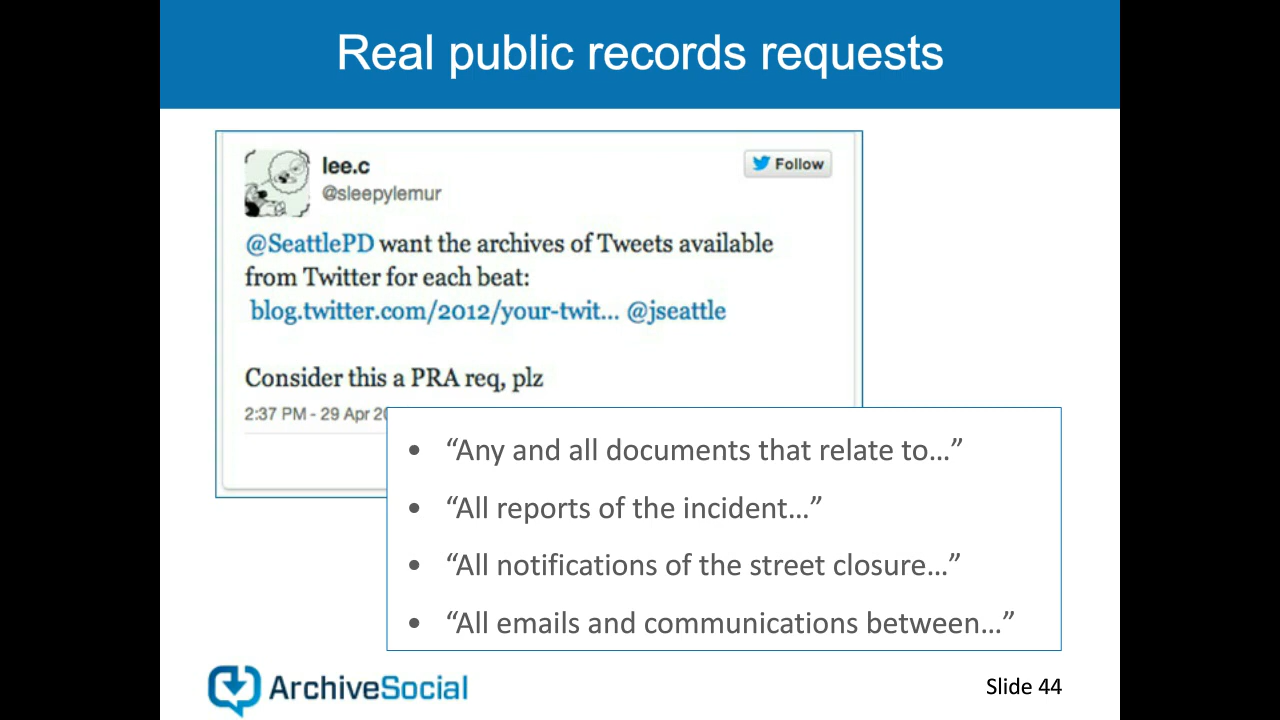 Real public records requests
lee.c
@sleepylemur
Follow
@SeattlePD want the archives of Tweets available
from Twitter for each beat:
blog.twitter.com/2012/your-twit... @jseattle
Consider this a PRA req, plz
2:37 PM - 29 Apr
• “Any and all documents that relate to…”
• “All reports of the incident…”
• “All notifications of the street closure…”
• “All emails and communications between…”
ArchiveSocial
Slide 44